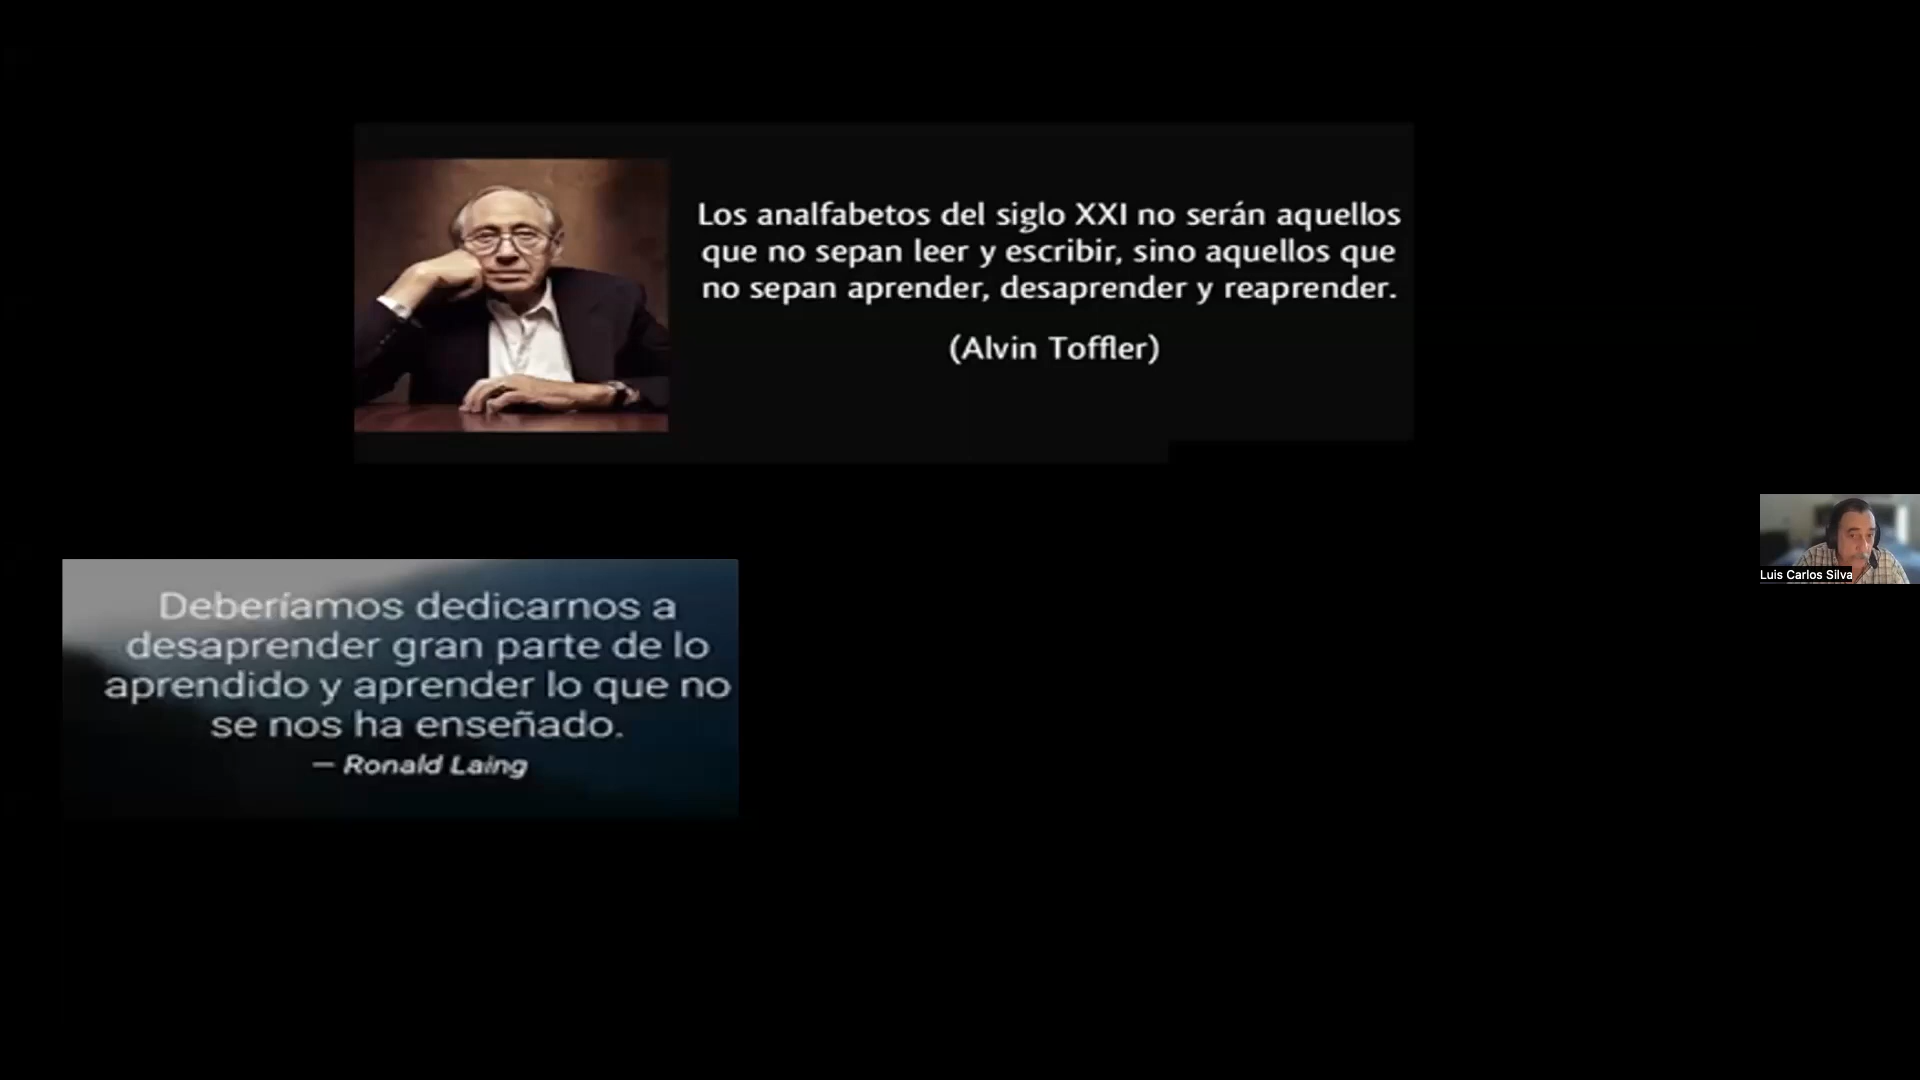 Los analfabetos del siglo XXI no serán aquellos
que no sepan leer y escribir, sino aquellos que
no sepan aprender, desaprender y reaprender.
(Alvin Toffler)
Deberíamos dedicarnos a
desaprender gran parte de lo
aprendido y aprender lo que no
se nos ha enseñado.
— Ronald Laing
Luis Carlos Silva